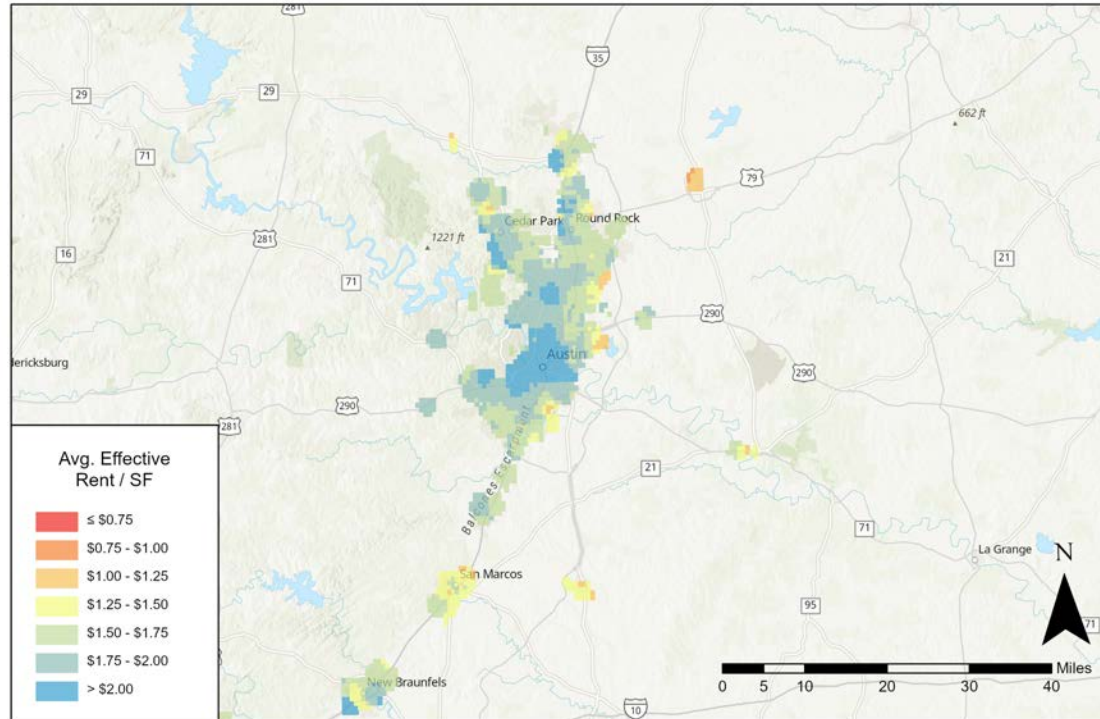 281
35
29
29
662 ft
71
79
Cedar Park
Round Rock
281
16
1221 ft
21
71
290
Austin
dericksburg
290
290
281
Balcones Escarpment
21
71
La Grange
San Marcos
95
71
New Braunfels
10
Avg. Effective
Rent / SF
≤ $0.75
$0.75 - $1.00
$1.00 - $1.25
$1.25 - $1.50
$1.50 - $1.75
$1.75 - $2.00
> $2.00
N
Miles
0 5 10 20 30 40